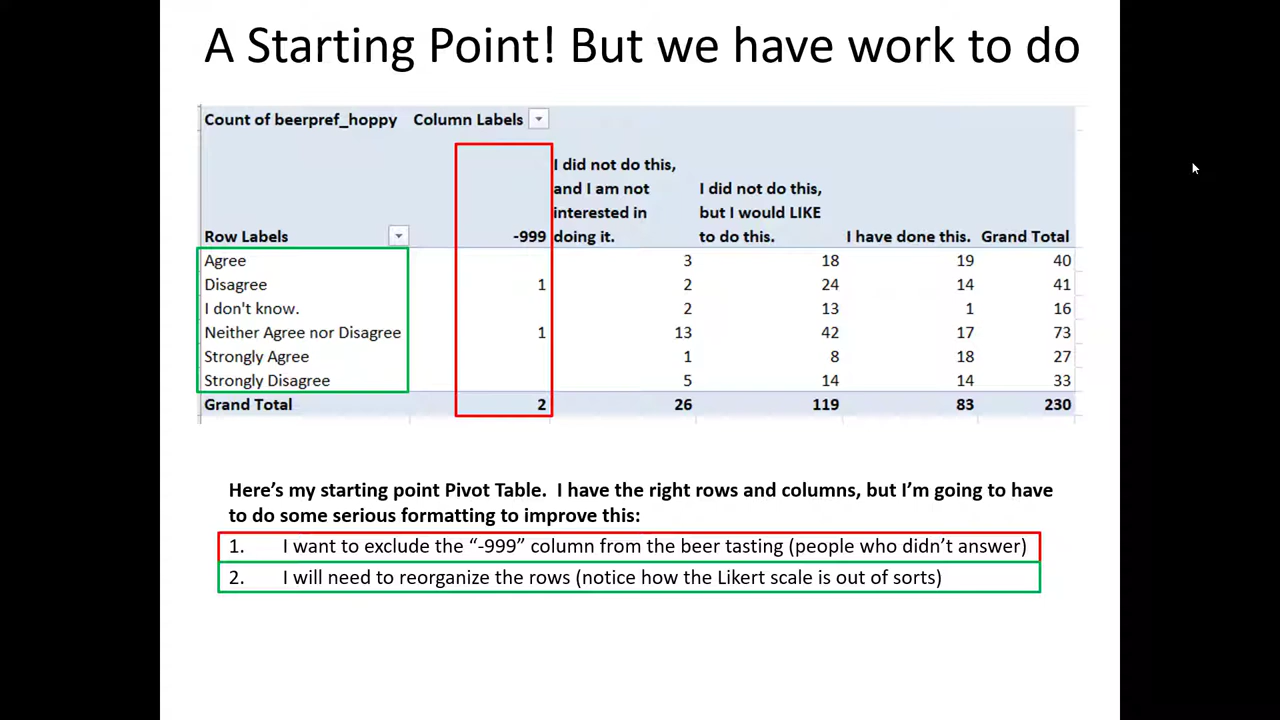 A Starting Point! But we have work to do
Count of beerpref_hoppy Column Labels
I did not do this,
and I am not
interested in
doing it.
I did not do this,
but I would LIKE
to do this.
Row Labels -999 I have done this. Grand Total
Agree 3 18 19 40
Disagree 1 2 24 14 41
I don't know. 2 13 1 16
Neither Agree nor Disagree 1 13 42 17 73
Strongly Agree 1 8 18 27
Strongly Disagree 5 14 14 33
Grand Total 2 26 119 83 230
Here’s my starting point Pivot Table. I have the right rows and columns, but I’m going to have
to do some serious formatting to improve this:
1. I want to exclude the “-999” column from the beer tasting (people who didn’t answer)
2. I will need to reorganize the rows (notice how the Likert scale is out of sorts)